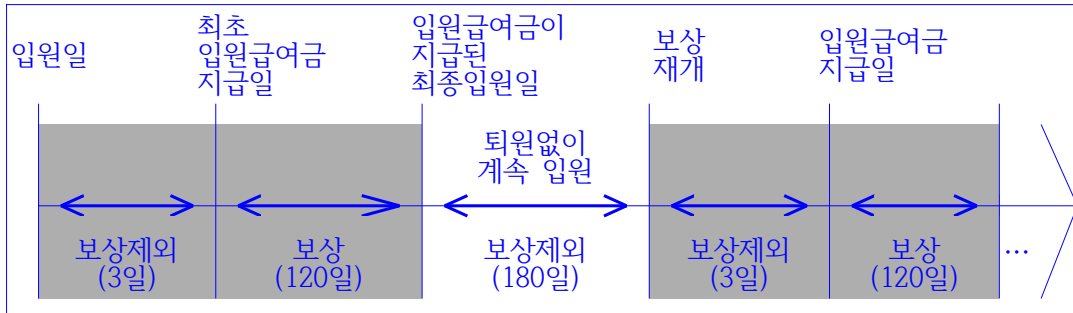 입원일
최초
입원급여금
지급일
입원급여금이
지급된
최종입원일
보상
재개
입원급여금
지급일
퇴원없이
계속 입원
보상제외
(3일)
보상
(120일)
보상제외
(180일)
보상제외
(3일)
보상
(120일)
...